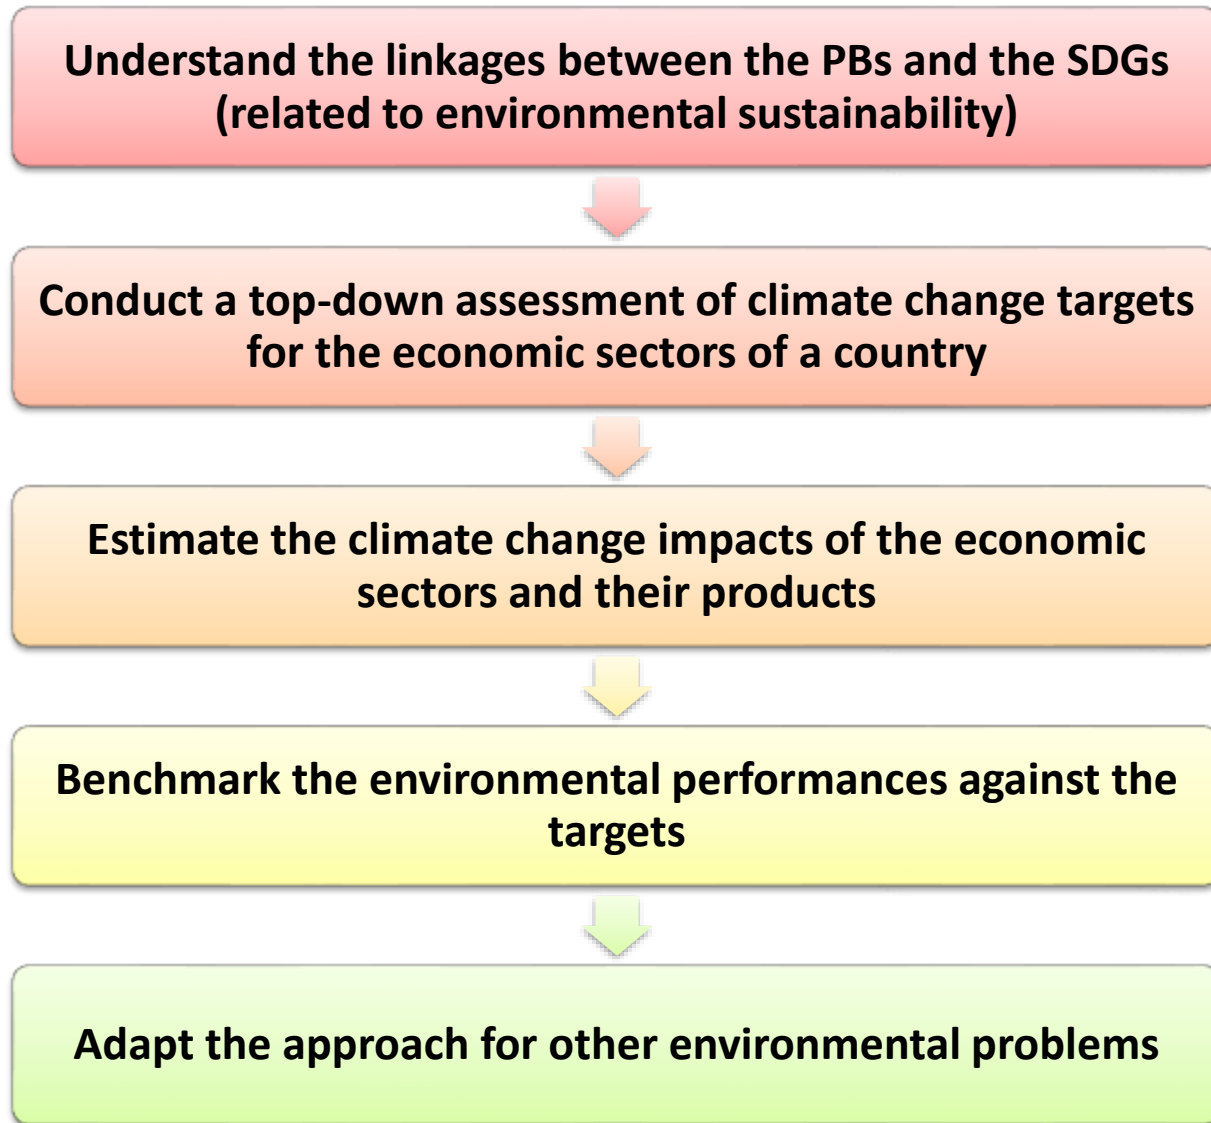 Understand the linkages between the PBs and the SDGs
(related to environmental sustainability)
Conduct a top-down assessment of climate change targets
for the economic sectors of a country
Estimate the climate change impacts of the economic
sectors and their products
Benchmark the environmental performances against the
targets
Adapt the approach for other environmental problems